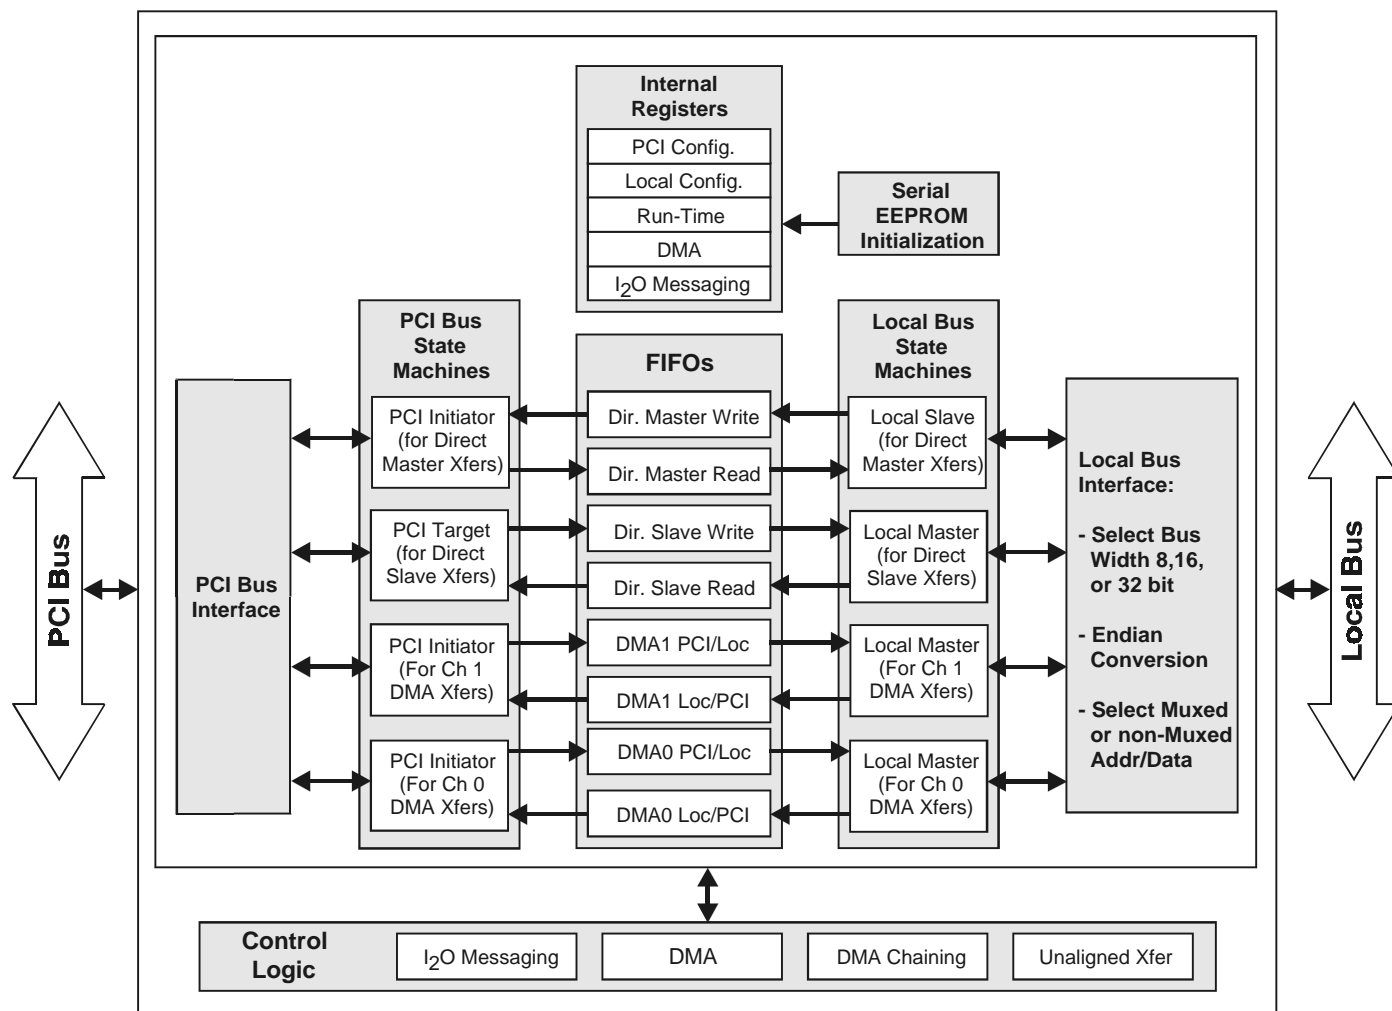 Internal
Registers
PCI Config.
Local Config.
Run-Time
DMA
I2O Messaging
Serial
EEPROM
Initialization
PCI Bus
State
Machines
PCI Initiator
(for Direct
Master Xfers)
PCI Target
(for Direct
Slave Xfers)
PCI Initiator
(For Ch 1
DMA Xfers)
PCI Initiator
(For Ch 0
DMA Xfers)
FIFOs
Dir. Master Write
Dir. Master Read
Dir. Slave Write
Dir. Slave Read
DMA1 PCI/Loc
DMA1 Loc/PCI
DMA0 PCI/Loc
DMA0 Loc/PCI
Local Bus
State
Machines
Local Slave
(for Direct
Master Xfers)
Local Master
(for Direct
Slave Xfers)
Local Master
(For Ch 1
DMA Xfers)
Local Master
(For Ch 0
DMA Xfers)
PCI Bus
PCI Bus
Interface
Local Bus
Interface:
- Select Bus
Width 8,16,
or 32 bit
- Endian
Conversion
- Select Muxed
or non-Muxed
Addr/Data
Local Bus
Control
Logic
I2O Messaging
DMA
DMA Chaining
Unaligned Xfer